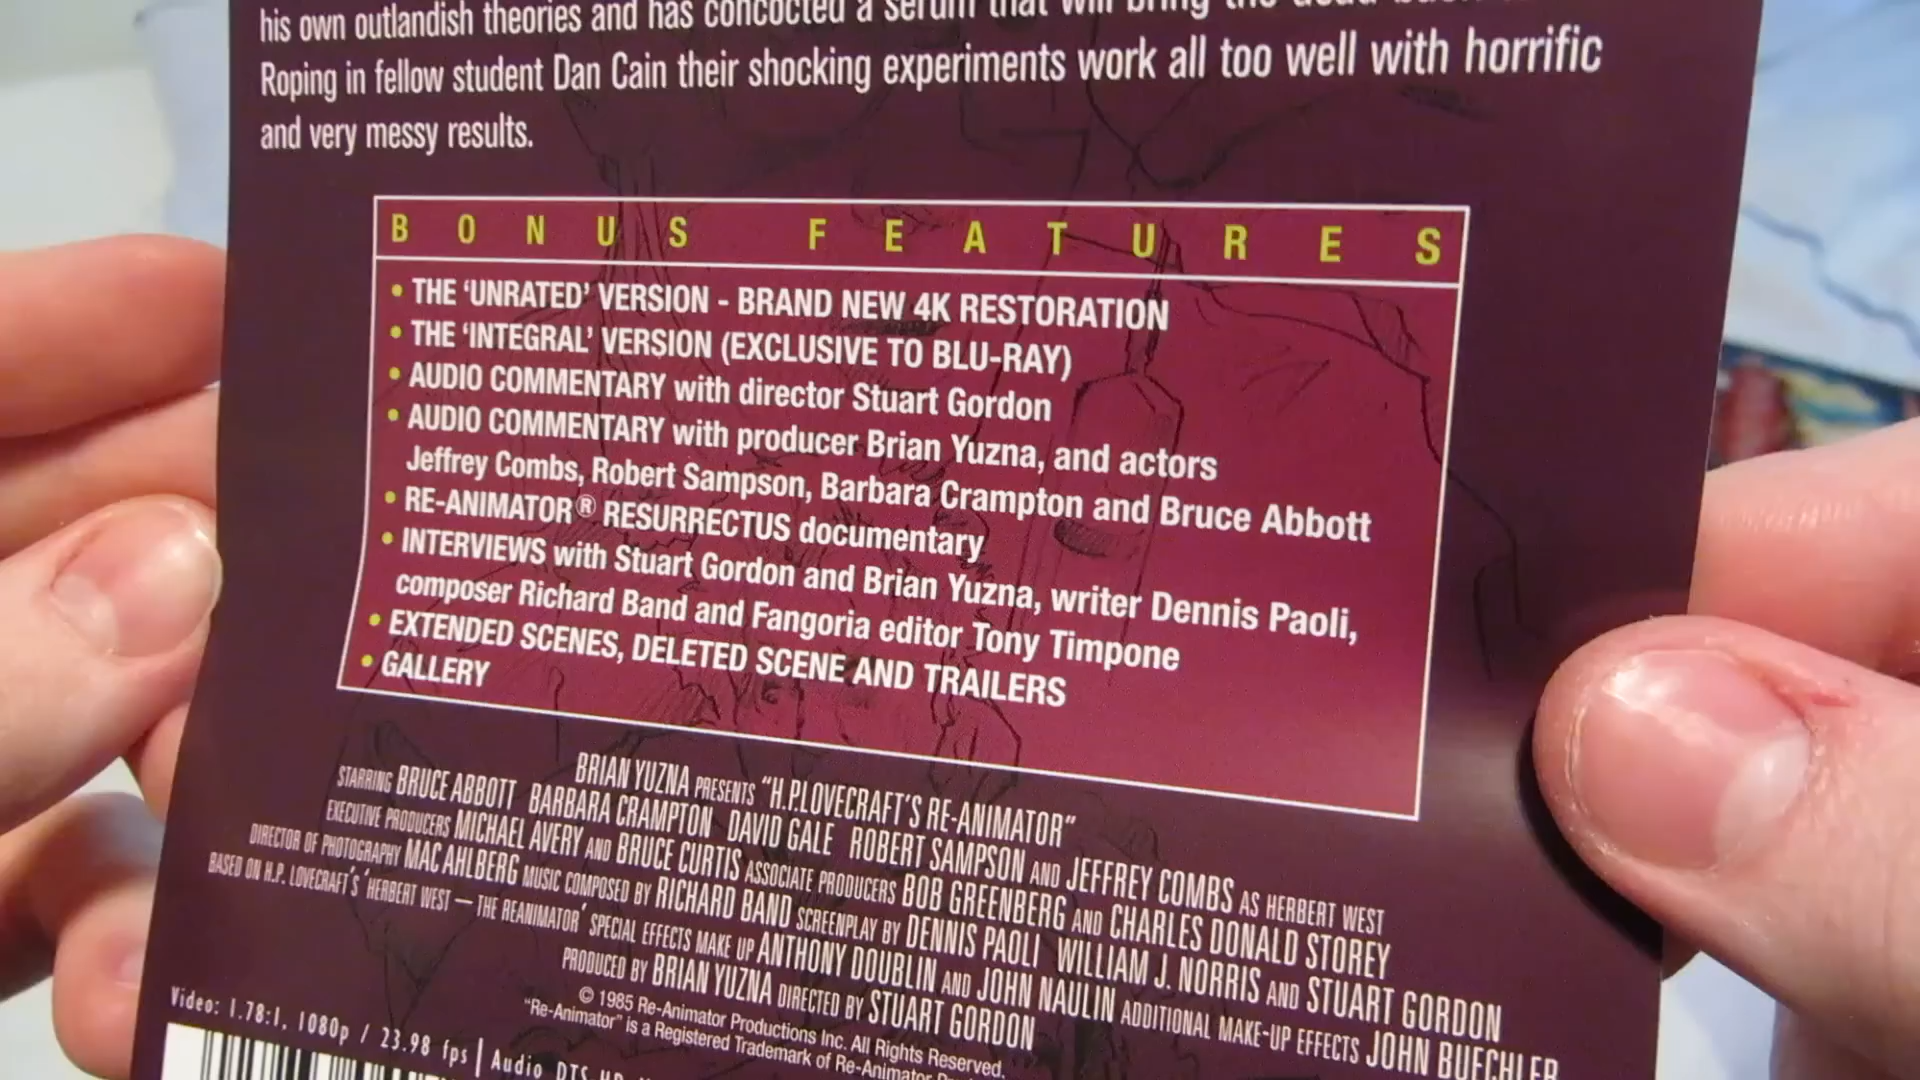 his own outlandish theories and has concocted a serum that will bring the dead
Roping in fellow student Dan Cain their shocking experiments work all too well with horrific
and very messy results.
BONUS FEATURES
• THE ‘UNRATED’ VERSION - BRAND NEW 4K RESTORATION
• THE ‘INTEGRAL’ VERSION (EXCLUSIVE TO BLU-RAY)
• AUDIO COMMENTARY with director Stuart Gordon
• AUDIO COMMENTARY with producer Brian Yuzna, and actors
Jeffrey Combs, Robert Sampson, Barbara Crampton and Bruce Abbott
• RE-ANIMATOR® RESURRECTUS documentary
• INTERVIEWS with Stuart Gordon and Brian Yuzna, writer Dennis Paoli,
composer Richard Band and Fangoria editor Tony Timpone
• EXTENDED SCENES, DELETED SCENE AND TRAILERS
• GALLERY
BRIAN YUZNA PRESENTS “H.P.LOVECRAFT’S RE-ANIMATOR”
STARRING BRUCE ABBOTT BARBARA CRAMPTON DAVID GALE ROBERT SAMPSON AND JEFFREY COMBS AS HERBERT WEST
EXECUTIVE PRODUCERS MICHAEL AVERY AND BRUCE CURTIS ASSOCIATE PRODUCERS BOB GREENBERG AND CHARLES DONALD STOREY
DIRECTOR OF PHOTOGRAPHY MAC AHLBERG MUSIC COMPOSED BY RICHARD BAND SCREENPLAY BY DENNIS PAOLI WILLIAM J. NORRIS AND STUART GORDON
BASED ON H.P. LOVECRAFT’S ‘HERBERT WEST – THE REANIMATOR’ SPECIAL EFFECTS MAKE UP ANTHONY DOUBLIN AND JOHN NAULIN ADDITIONAL MAKE-UP EFFECTS JOHN BUECHLER
PRODUCED BY BRIAN YUZNA DIRECTED BY STUART GORDON
© 1985 Re-Animator Productions Inc. All Rights Reserved.
“Re-Animator” is a Registered Trademark of Re-Animator
Video: 1.78:1, 1080p / 23.98 fps | Audio DTS-HD